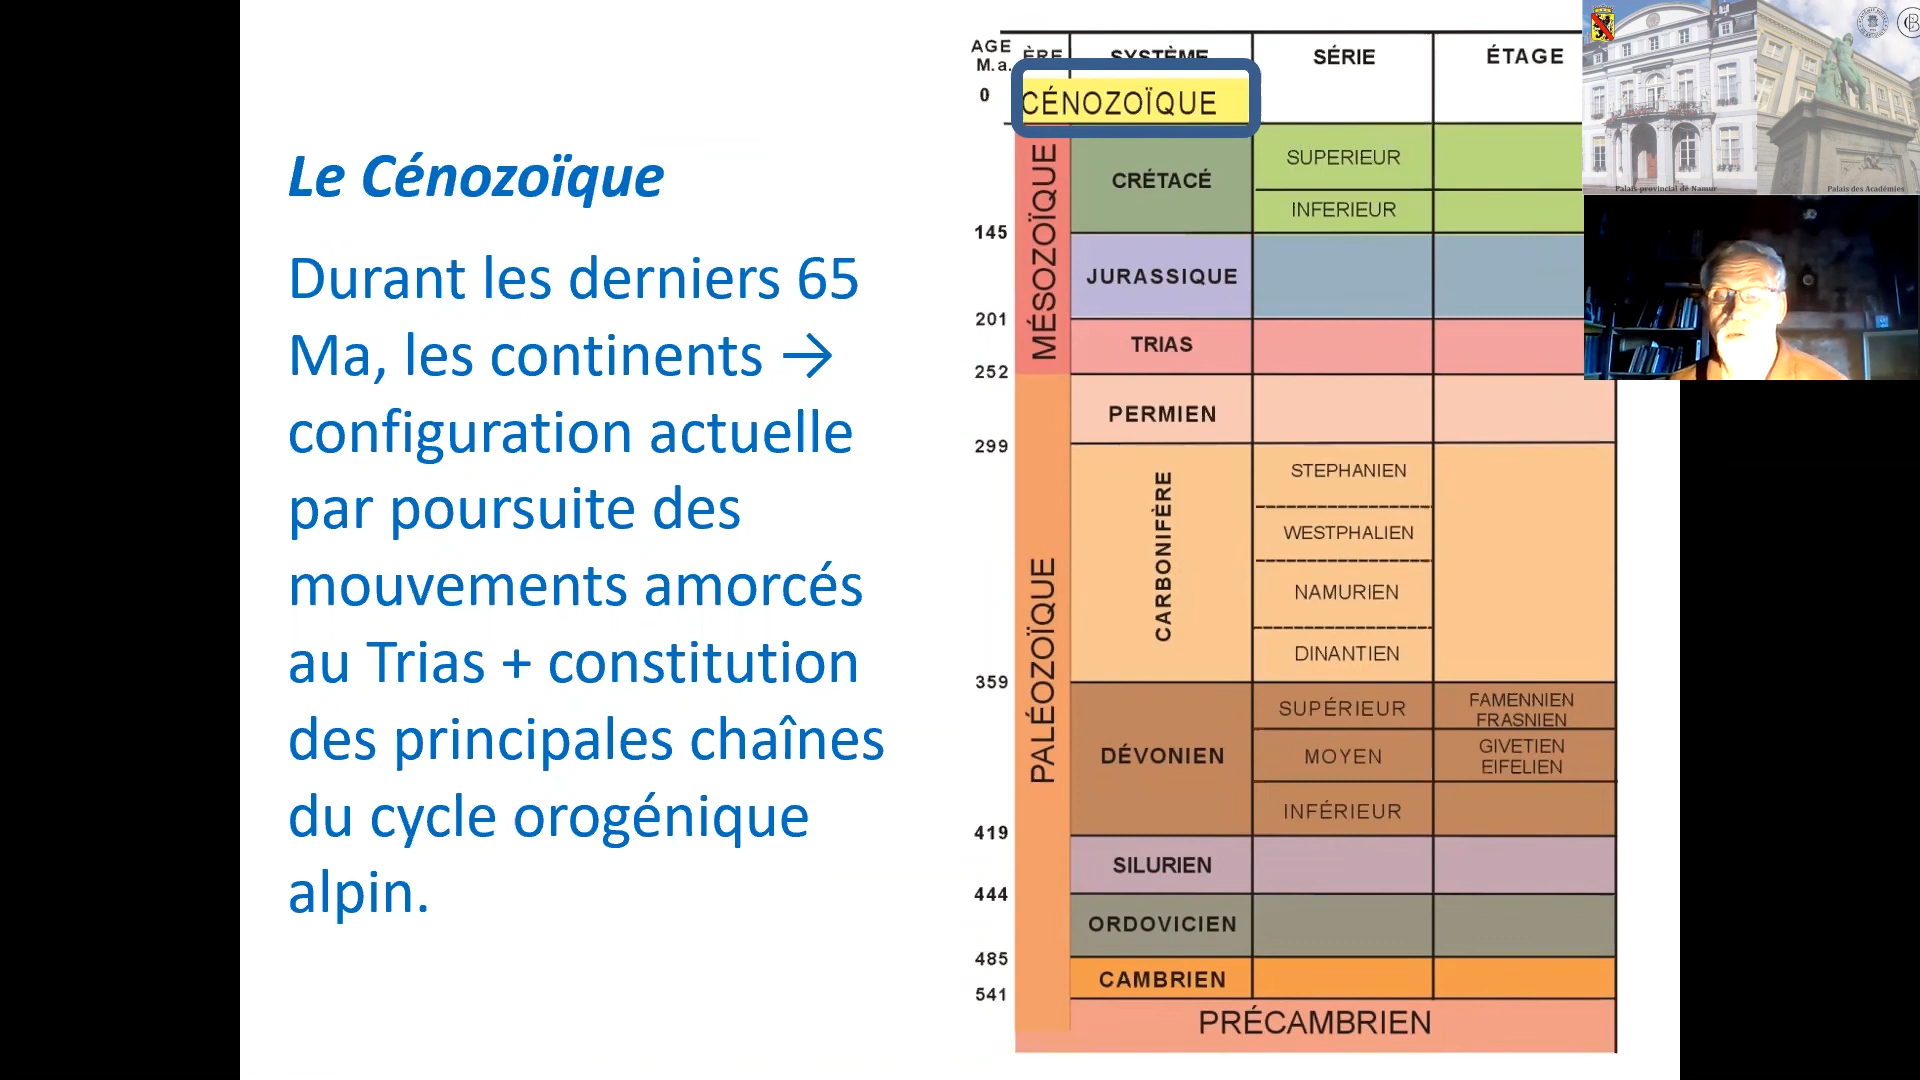 Le Cénozoïque
Durant les derniers 65
Ma, les continents →
configuration actuelle
par poursuite des
mouvements amorcés
au Trias + constitution
des principales chaînes
du cycle orogénique
alpin.
AGE
M.a.
ÈRE
SYSTÈME
SÉRIE
ÉTAGE
0
CÉNOZOÏQUE
MÉSOZOÏQUE
CRÉTACÉ
SUPERIEUR
INFERIEUR
145
JURASSIQUE
201
TRIAS
252
PALÉOZOÏQUE
PERMIEN
299
CARBONIFÈRE
STEPHANIEN
WESTPHALIEN
NAMURIEN
DINANTIEN
359
DÉVONIEN
SUPÉRIEUR
FAMENNIEN
FRASNIEN
MOYEN
GIVETIEN
EIFELIEN
INFÉRIEUR
419
SILURIEN
444
ORDOVICIEN
485
CAMBRIEN
541
PRÉCAMBRIEN
Palais provincial de Namur
Palais des Académies